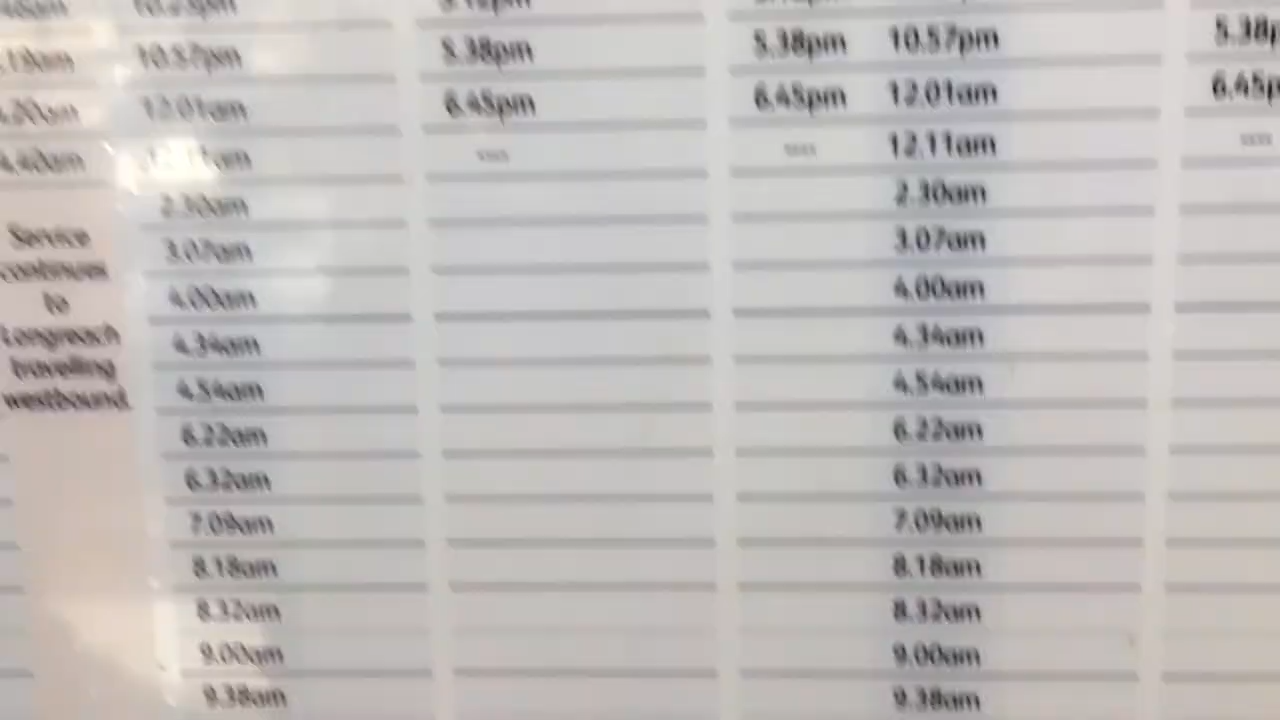 10.57pm 5.38pm 5.38pm 10.57pm
12.01am 6.45pm 6.45pm 12.01am
4.40am 12.11am
2.30am 2.30am
Service 3.07am 3.07am
continues
to 4.00am 4.00am
Longreach 4.34am 4.34am
travelling
westbound. 4.54am 4.54am
6.22am 6.22am
6.32am 6.32am
7.09am 7.09am
8.18am 8.18am
8.32am 8.32am
9.00am 9.00am
9.38am 9.38am